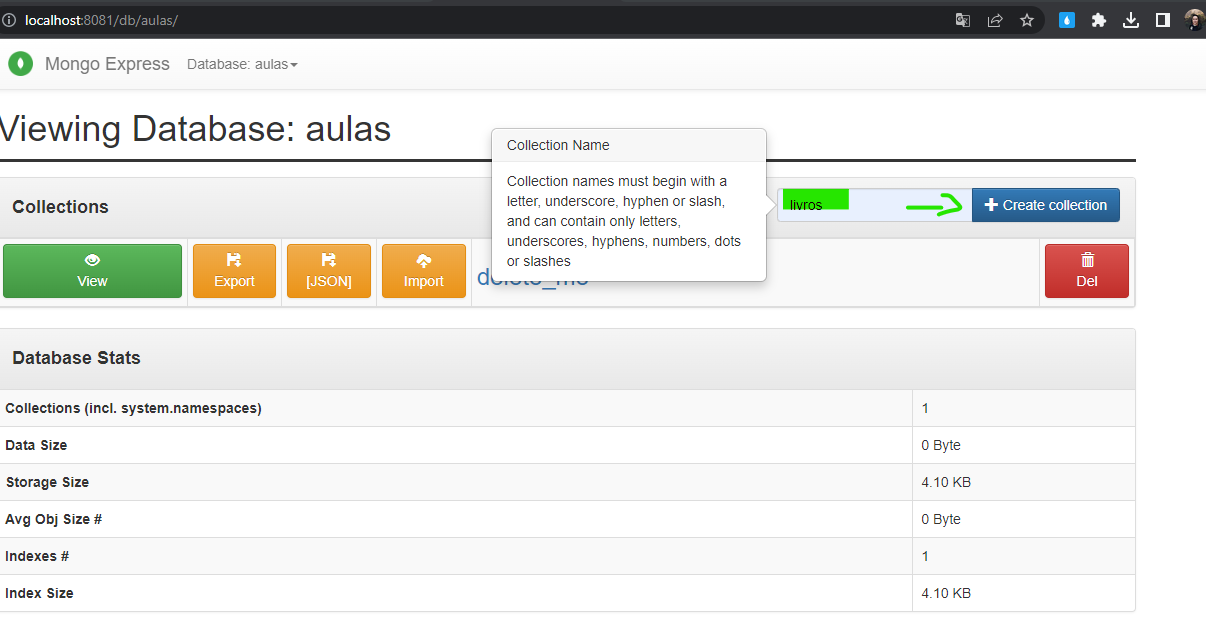 localhost:8081/db/aulas/
Mongo Express Database: aulas
Viewing Database: aulas
Collection Name
Collection names must begin with a
letter, underscore, hyphen or slash,
and can contain only letters,
underscores, hyphens, numbers, dots
or slashes
Collections
livros
Create collection
View
Export
[JSON]
Import
delete_me
Del
Database Stats
Collections (incl. system.namespaces) 1
Data Size 0 Byte
Storage Size 4.10 KB
Avg Obj Size # 0 Byte
Indexes # 1
Index Size 4.10 KB